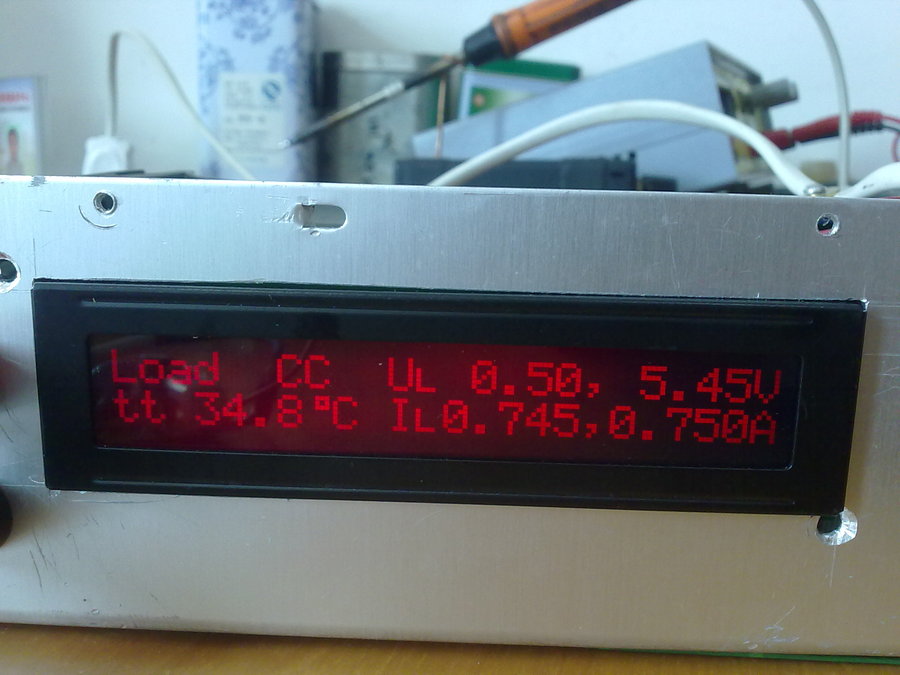 Load CC UL 0.50, 5.45V
tt 34.8°C IL0.745,0.750A